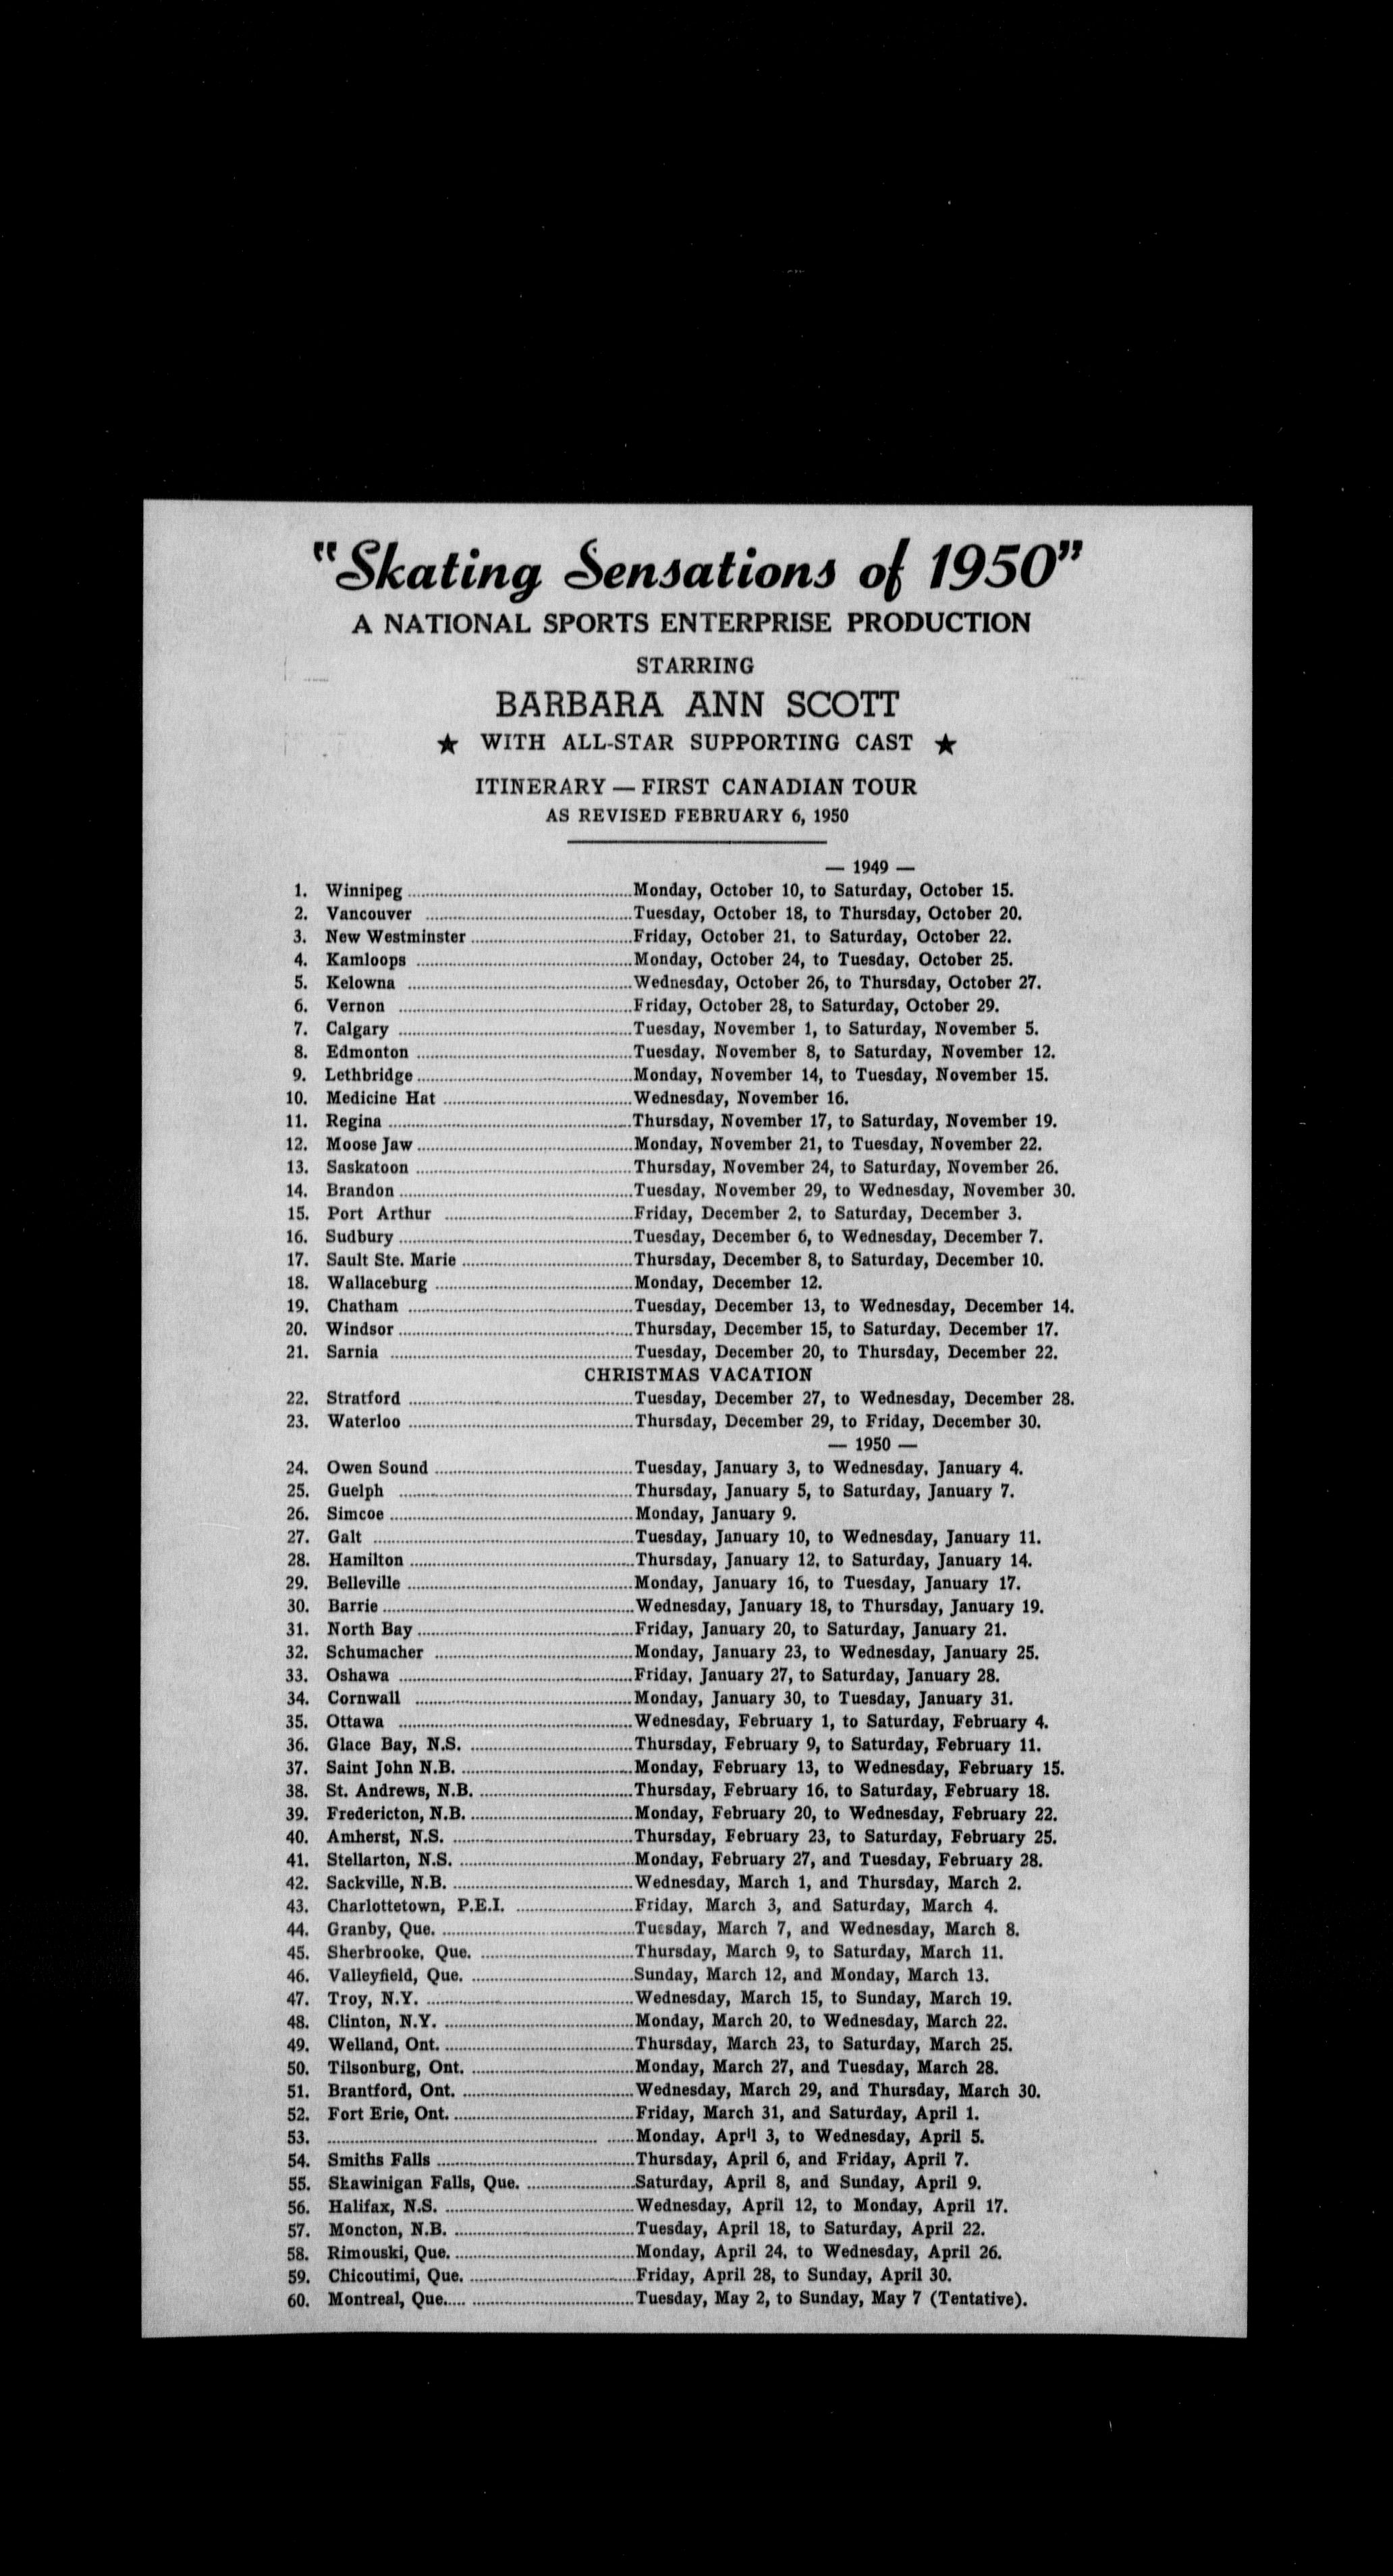 "Skating Sensations of 1950"
A NATIONAL SPORTS ENTERPRISE PRODUCTION
STARRING
BARBARA ANN SCOTT
★ WITH ALL-STAR SUPPORTING CAST ★
ITINERARY — FIRST CANADIAN TOUR
AS REVISED FEBRUARY 6, 1950
— 1949 —
1. Winnipeg ........ Monday, October 10, to Saturday, October 15.
2. Vancouver ........ Tuesday, October 18, to Thursday, October 20.
3. New Westminster ........ Friday, October 21, to Saturday, October 22.
4. Kamloops ........ Monday, October 24, to Tuesday, October 25.
5. Kelowna ........ Wednesday, October 26, to Thursday, October 27.
6. Vernon ........ Friday, October 28, to Saturday, October 29.
7. Calgary ........ Tuesday, November 1, to Saturday, November 5.
8. Edmonton ........ Tuesday, November 8, to Saturday, November 12.
9. Lethbridge ........ Monday, November 14, to Tuesday, November 15.
10. Medicine Hat ........ Wednesday, November 16.
11. Regina ........ Thursday, November 17, to Saturday, November 19.
12. Moose Jaw ........ Monday, November 21, to Tuesday, November 22.
13. Saskatoon ........ Thursday, November 24, to Saturday, November 26.
14. Brandon ........ Tuesday, November 29, to Wednesday, November 30.
15. Port Arthur ........ Friday, December 2, to Saturday, December 3.
16. Sudbury ........ Tuesday, December 6, to Wednesday, December 7.
17. Sault Ste. Marie ........ Thursday, December 8, to Saturday, December 10.
18. Wallaceburg ........ Monday, December 12.
19. Chatham ........ Tuesday, December 13, to Wednesday, December 14.
20. Windsor ........ Thursday, December 15, to Saturday, December 17.
21. Sarnia ........ Tuesday, December 20, to Thursday, December 22.
CHRISTMAS VACATION
22. Stratford ........ Tuesday, December 27, to Wednesday, December 28.
23. Waterloo ........ Thursday, December 29, to Friday, December 30.
— 1950 —
24. Owen Sound ........ Tuesday, January 3, to Wednesday, January 4.
25. Guelph ........ Thursday, January 5, to Saturday, January 7.
26. Simcoe ........ Monday, January 9.
27. Galt ........ Tuesday, January 10, to Wednesday, January 11.
28. Hamilton ........ Thursday, January 12, to Saturday, January 14.
29. Belleville ........ Monday, January 16, to Tuesday, January 17.
30. Barrie ........ Wednesday, January 18, to Thursday, January 19.
31. North Bay ........ Friday, January 20, to Saturday, January 21.
32. Schumacher ........ Monday, January 23, to Wednesday, January 25.
33. Oshawa ........ Friday, January 27, to Saturday, January 28.
34. Cornwall ........ Monday, January 30, to Tuesday, January 31.
35. Ottawa ........ Wednesday, February 1, to Saturday, February 4.
36. Glace Bay, N.S. ........ Thursday, February 9, to Saturday, February 11.
37. Saint John N.B. ........ Monday, February 13, to Wednesday, February 15.
38. St. Andrews, N.B. ........ Thursday, February 16, to Saturday, February 18.
39. Fredericton, N.B. ........ Monday, February 20, to Wednesday, February 22.
40. Amherst, N.S. ........ Thursday, February 23, to Saturday, February 25.
41. Stellarton, N.S. ........ Monday, February 27, and Tuesday, February 28.
42. Sackville, N.B. ........ Wednesday, March 1, and Thursday, March 2.
43. Charlottetown, P.E.I. ........ Friday, March 3, and Saturday, March 4.
44. Granby, Que. ........ Tuesday, March 7, and Wednesday, March 8.
45. Sherbrooke, Que. ........ Thursday, March 9, to Saturday, March 11.
46. Valleyfield, Que. ........ Sunday, March 12, and Monday, March 13.
47. Troy, N.Y. ........ Wednesday, March 15, to Sunday, March 19.
48. Clinton, N.Y. ........ Monday, March 20, to Wednesday, March 22.
49. Welland, Ont. ........ Thursday, March 23, to Saturday, March 25.
50. Tilsonburg, Ont. ........ Monday, March 27, and Tuesday, March 28.
51. Brantford, Ont. ........ Wednesday, March 29, and Thursday, March 30.
52. Fort Erie, Ont. ........ Friday, March 31, and Saturday, April 1.
53. ........ Monday, April 3, to Wednesday, April 5.
54. Smiths Falls ........ Thursday, April 6, and Friday, April 7.
55. Shawinigan Falls, Que. ........ Saturday, April 8, and Sunday, April 9.
56. Halifax, N.S. ........ Wednesday, April 12, to Monday, April 17.
57. Moncton, N.B. ........ Tuesday, April 18, to Saturday, April 22.
58. Rimouski, Que. ........ Monday, April 24, to Wednesday, April 26.
59. Chicoutimi, Que. ........ Friday, April 28, to Sunday, April 30.
60. Montreal, Que. ........ Tuesday, May 2, to Sunday, May 7 (Tentative).